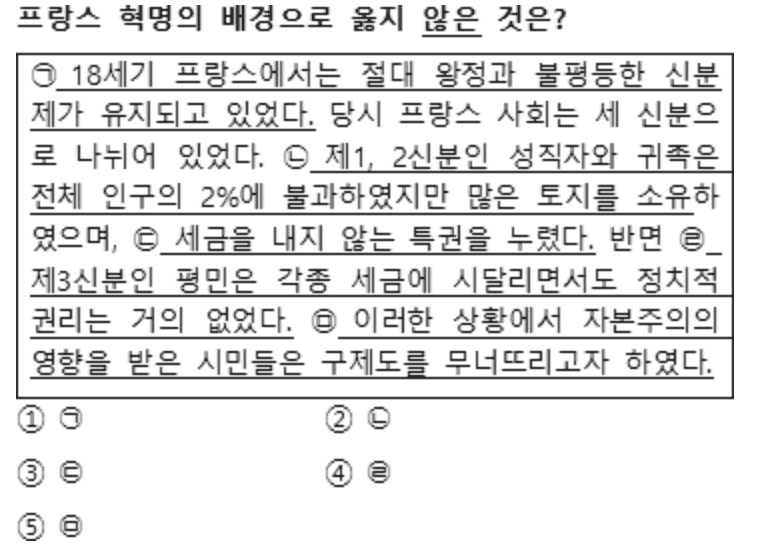 프랑스 혁명의 배경으로 옳지 않은 것은?
㉠ 18세기 프랑스에서는 절대 왕정과 불평등한 신분
제가 유지되고 있었다. 당시 프랑스 사회는 세 신분으
로 나뉘어 있었다. ㉡ 제1, 2신분인 성직자와 귀족은
전체 인구의 2%에 불과하였지만 많은 토지를 소유하
였으며, ㉢ 세금을 내지 않는 특권을 누렸다. 반면 ㉣
제3신분인 평민은 각종 세금에 시달리면서도 정치적
권리는 거의 없었다. ㉤ 이러한 상황에서 자본주의의
영향을 받은 시민들은 구제도를 무너뜨리고자 하였다.
① ㉠ ② ㉡
③ ㉢ ④ ㉣
⑤ ㉤